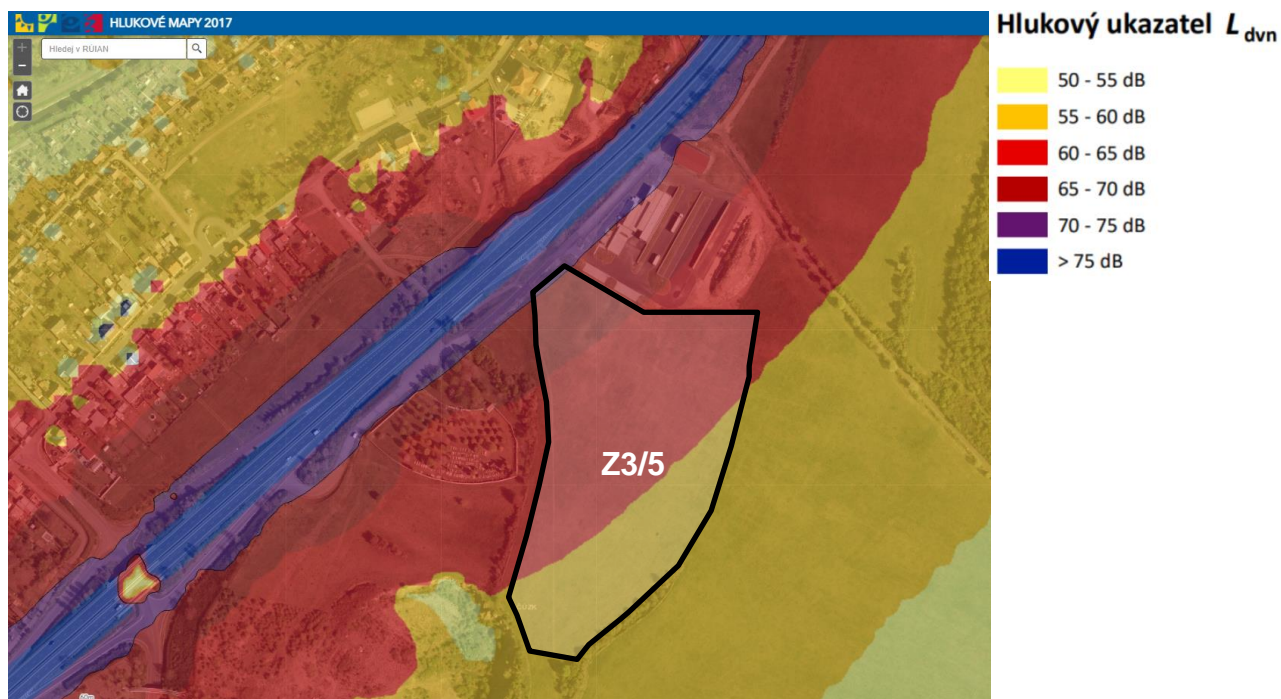 HLUKOVÉ MAPY 2017
Hledej v RÚIAN
Hlukový ukazatel L dvn
50 - 55 dB
55 - 60 dB
60 - 65 dB
65 - 70 dB
70 - 75 dB
> 75 dB
Z3/5